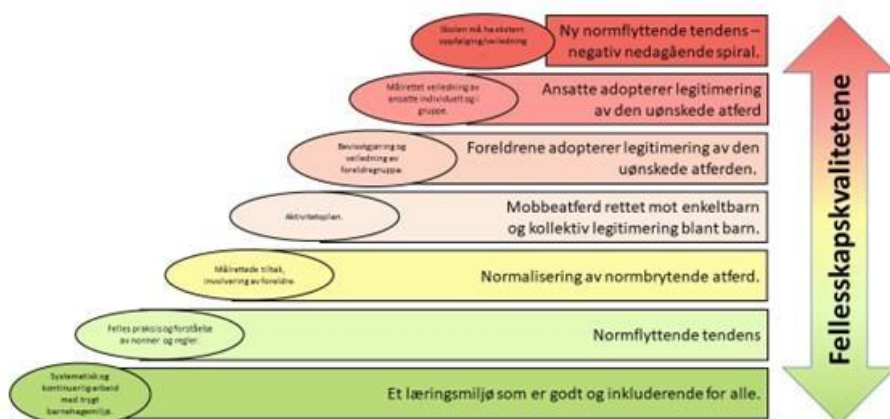 Skolen må ha ekstern
oppfølging/veiledning
Ny normflyttende tendens –
negativ nedagående spiral.
Målrettet veiledning av
ansatte individuelt og i
gruppe.
Ansatte adopterer legitimering
av den uønskede atferd
Bevisstgjøring og
veiledning av
foreldregruppe.
Foreldrene adopterer legitimering av den
uønskede atferden.
Aktivitetsplan.
Mobbeatferd rettet mot enkeltbarn
og kollektiv legitimering blant barn.
Målrettede tiltak,
involvering av foreldre.
Normalisering av normbrytende atferd.
Felles praksis og forståelse
av normer og regler.
Normflyttende tendens
Systematisk og
kontinuerlig arbeid
med trygt
barnehagemiljø.
Et læringsmiljø som er godt og inkluderende for alle.
Fellesskapskvalitetene